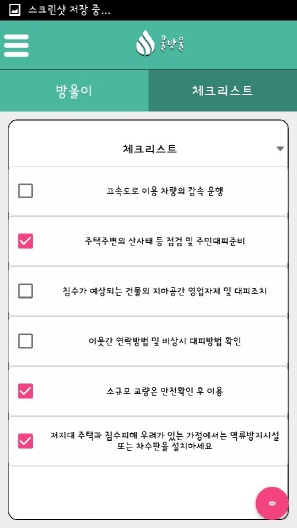 스크린샷 저장 중...
물방울
방울이
체크리스트
체크리스트
고속도로 이용 차량의 감속 운행
주택주변의 산사태 등 점검 및 주민대피준비
침수가 예상되는 건물의 지하공간 영업자제 및 대피조치
이웃간 연락방법 및 비상시 대피방법 확인
소규모 교량은 안전확인 후 이용
저지대 주택과 침수피해 우려가 있는 가정에서는 역류방지시설
또는 차수판을 설치하세요